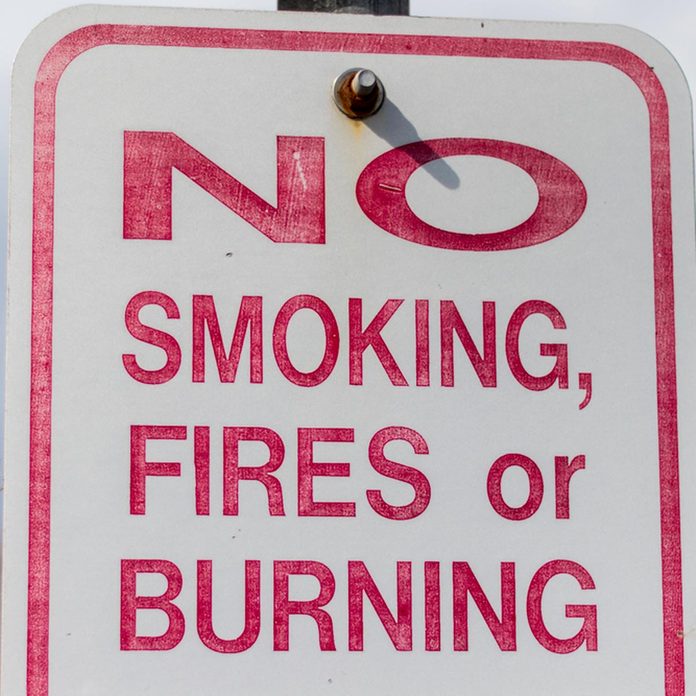 NO
SMOKING,
FIRES or
BURNING